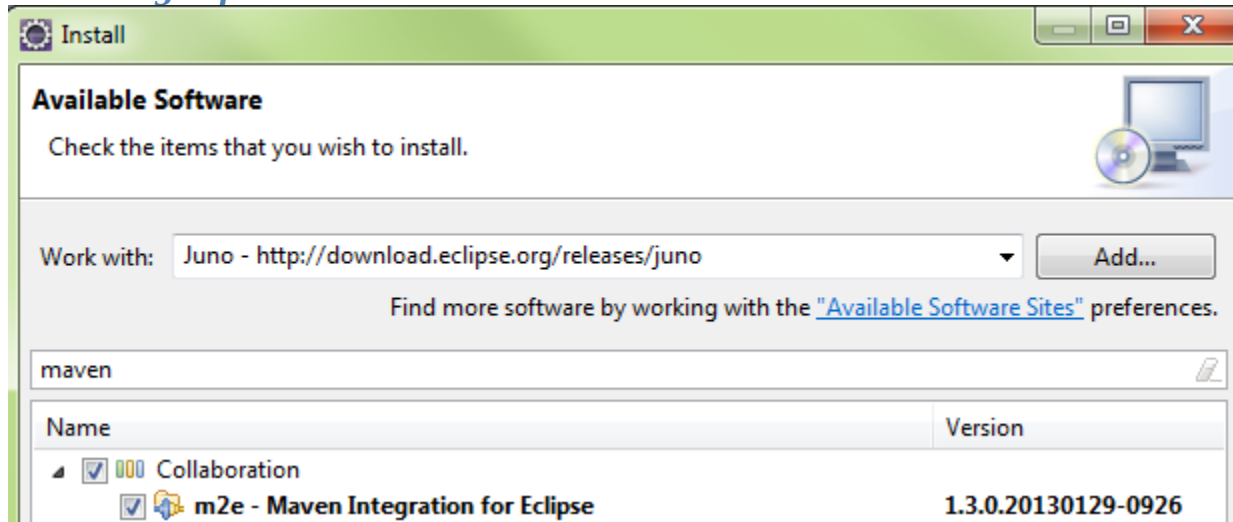 Install
Available Software
Check the items that you wish to install.
Work with: Juno - http://download.eclipse.org/releases/juno Add...
Find more software by working with the "Available Software Sites" preferences.
maven
Name Version
Collaboration
m2e - Maven Integration for Eclipse 1.3.0.20130129-0926